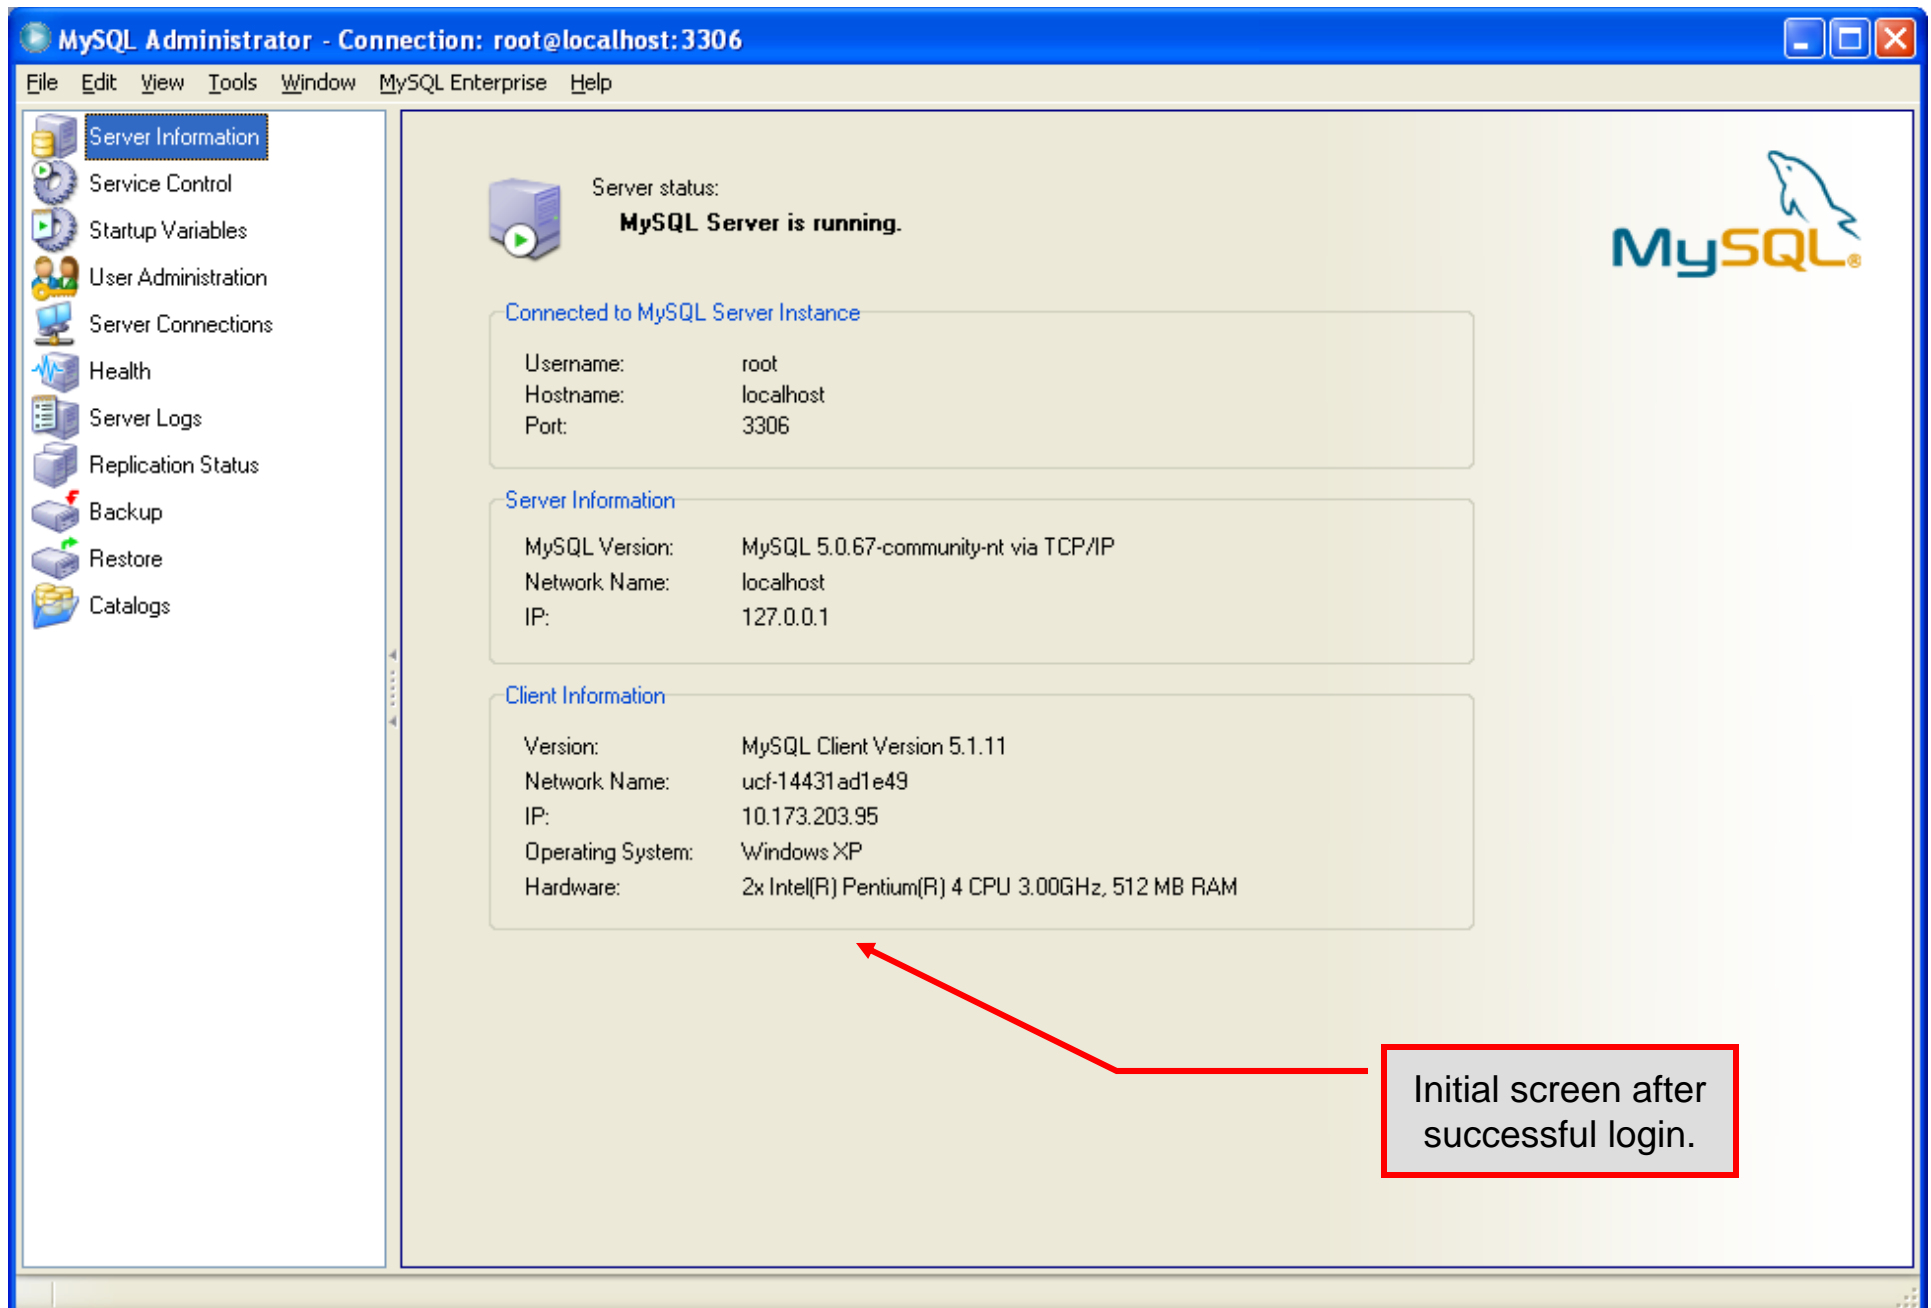 MySQL Administrator - Connection: root@localhost:3306
File Edit View Tools Window MySQL Enterprise Help
Server Information
Service Control
Startup Variables
User Administration
Server Connections
Health
Server Logs
Replication Status
Backup
Restore
Catalogs
Server status:
MySQL Server is running.
MySQL®
Connected to MySQL Server Instance
Username: root
Hostname: localhost
Port: 3306
Server Information
MySQL Version: MySQL 5.0.67-community-nt via TCP/IP
Network Name: localhost
IP: 127.0.0.1
Client Information
Version: MySQL Client Version 5.1.11
Network Name: ucf-14431ad1e49
IP: 10.173.203.95
Operating System: Windows XP
Hardware: 2x Intel(R) Pentium(R) 4 CPU 3.00GHz, 512 MB RAM
Initial screen after
successful login.